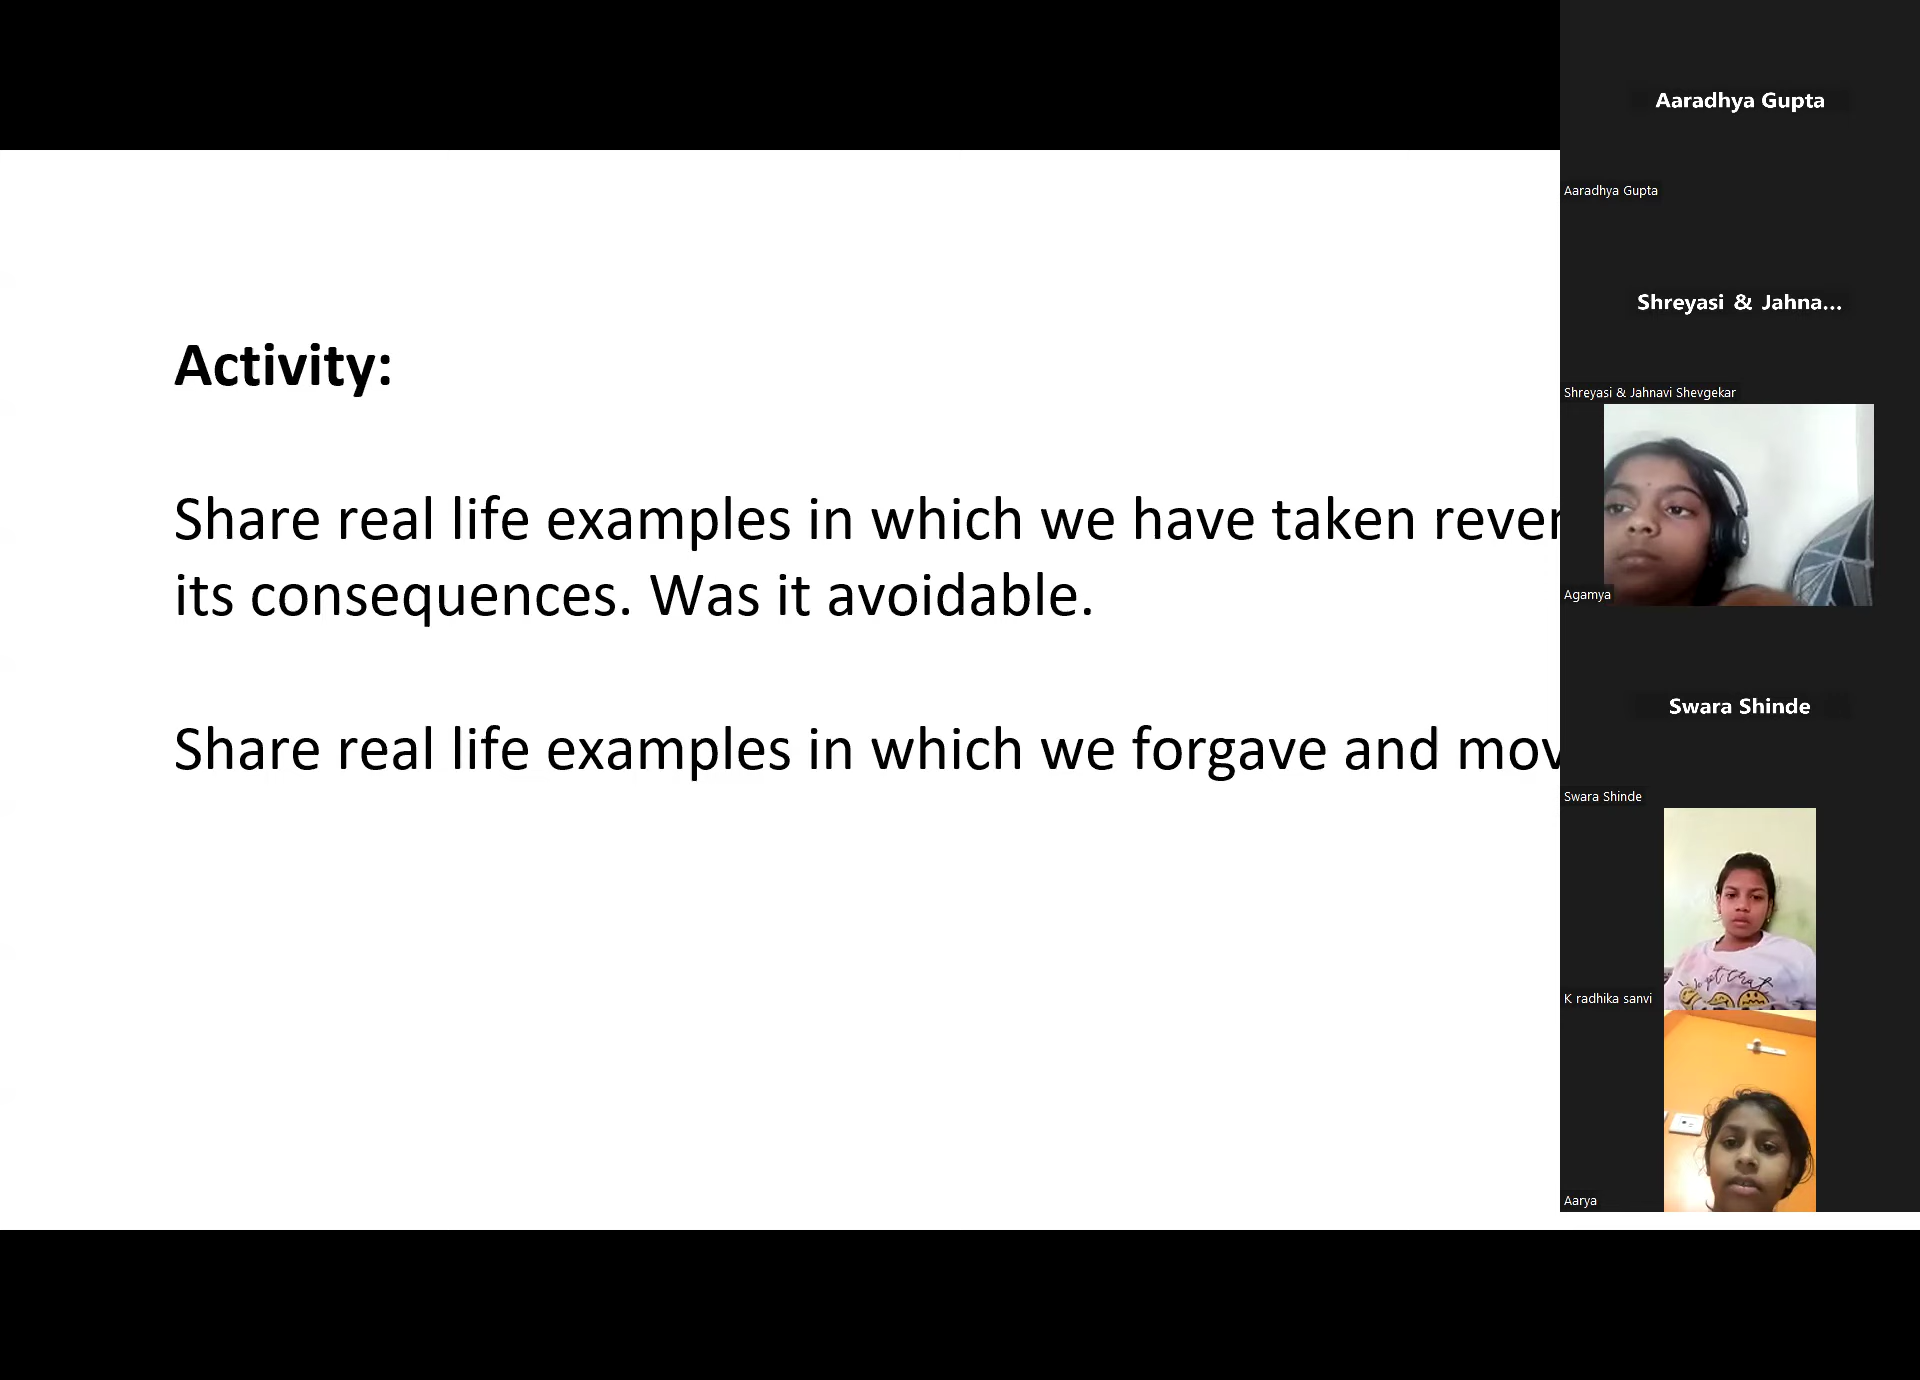 Activity:
Share real life examples in which we have taken rever
its consequences. Was it avoidable.
Share real life examples in which we forgave and mov
Aaradhya Gupta
Aaradhya Gupta
Shreyasi & Jahna...
Shreyasi & Jahnavi Shevgekar
Agamya
Swara Shinde
Swara Shinde
K radhika sanvi
Aarya